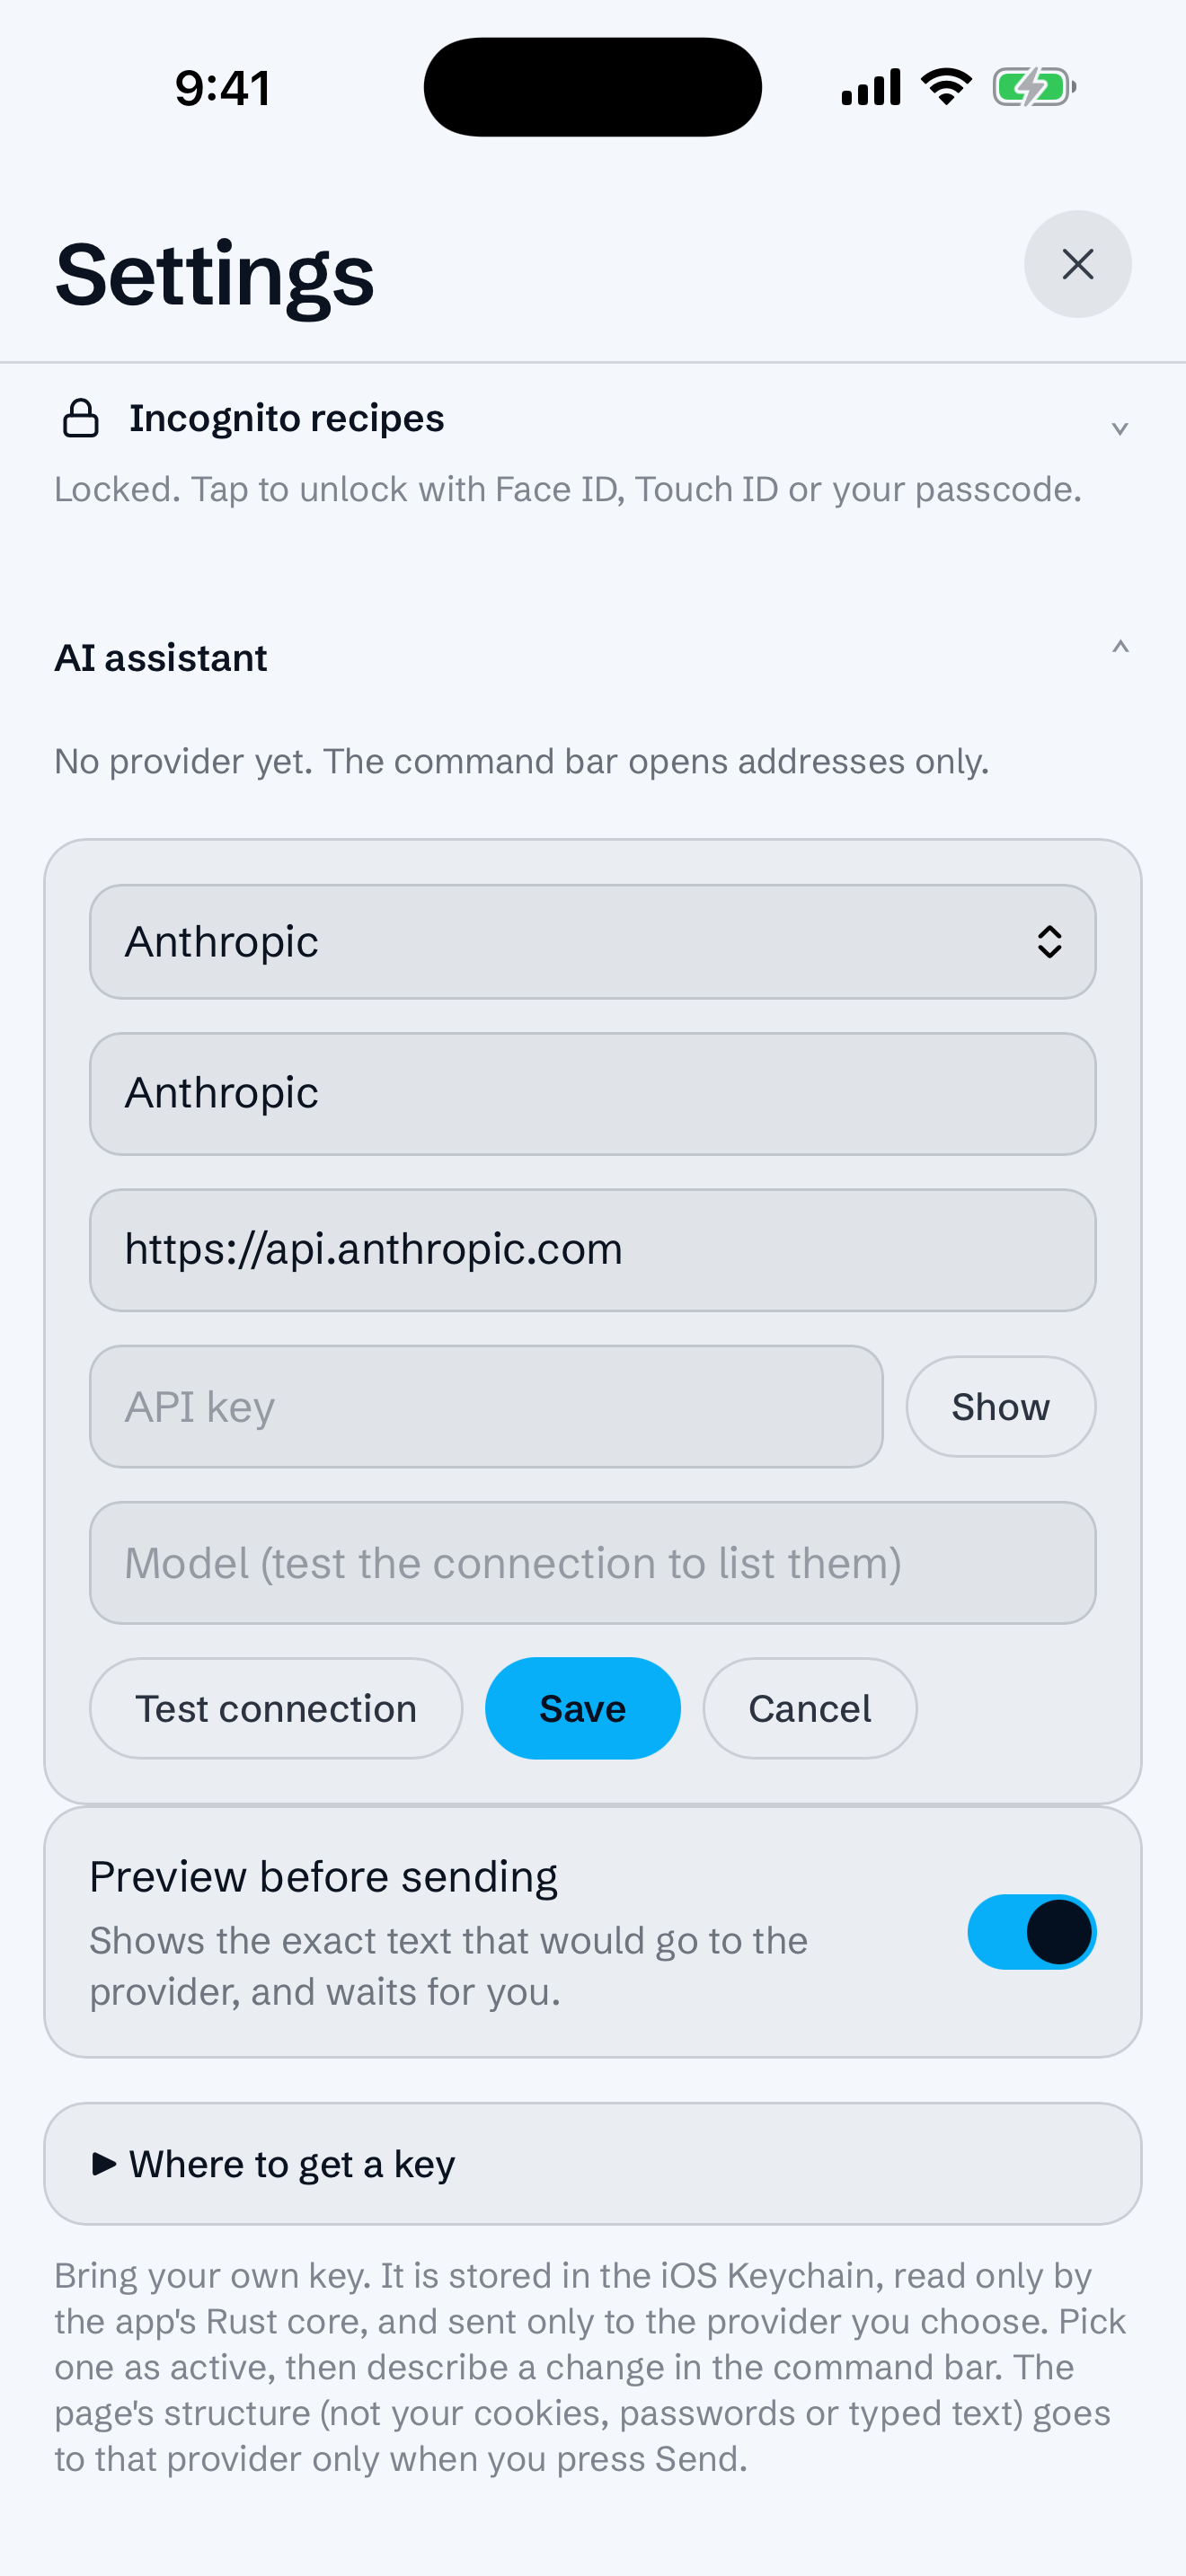 9:41
Settings
Incognito recipes
Locked. Tap to unlock with Face ID, Touch ID or your passcode.
AI assistant
No provider yet. The command bar opens addresses only.
Anthropic
Anthropic
https://api.anthropic.com
API key
Show
Model (test the connection to list them)
Test connection
Save
Cancel
Preview before sending
Shows the exact text that would go to the
provider, and waits for you.
Where to get a key
Bring your own key. It is stored in the iOS Keychain, read only by
the app's Rust core, and sent only to the provider you choose. Pick
one as active, then describe a change in the command bar. The
page's structure (not your cookies, passwords or typed text) goes
to that provider only when you press Send.